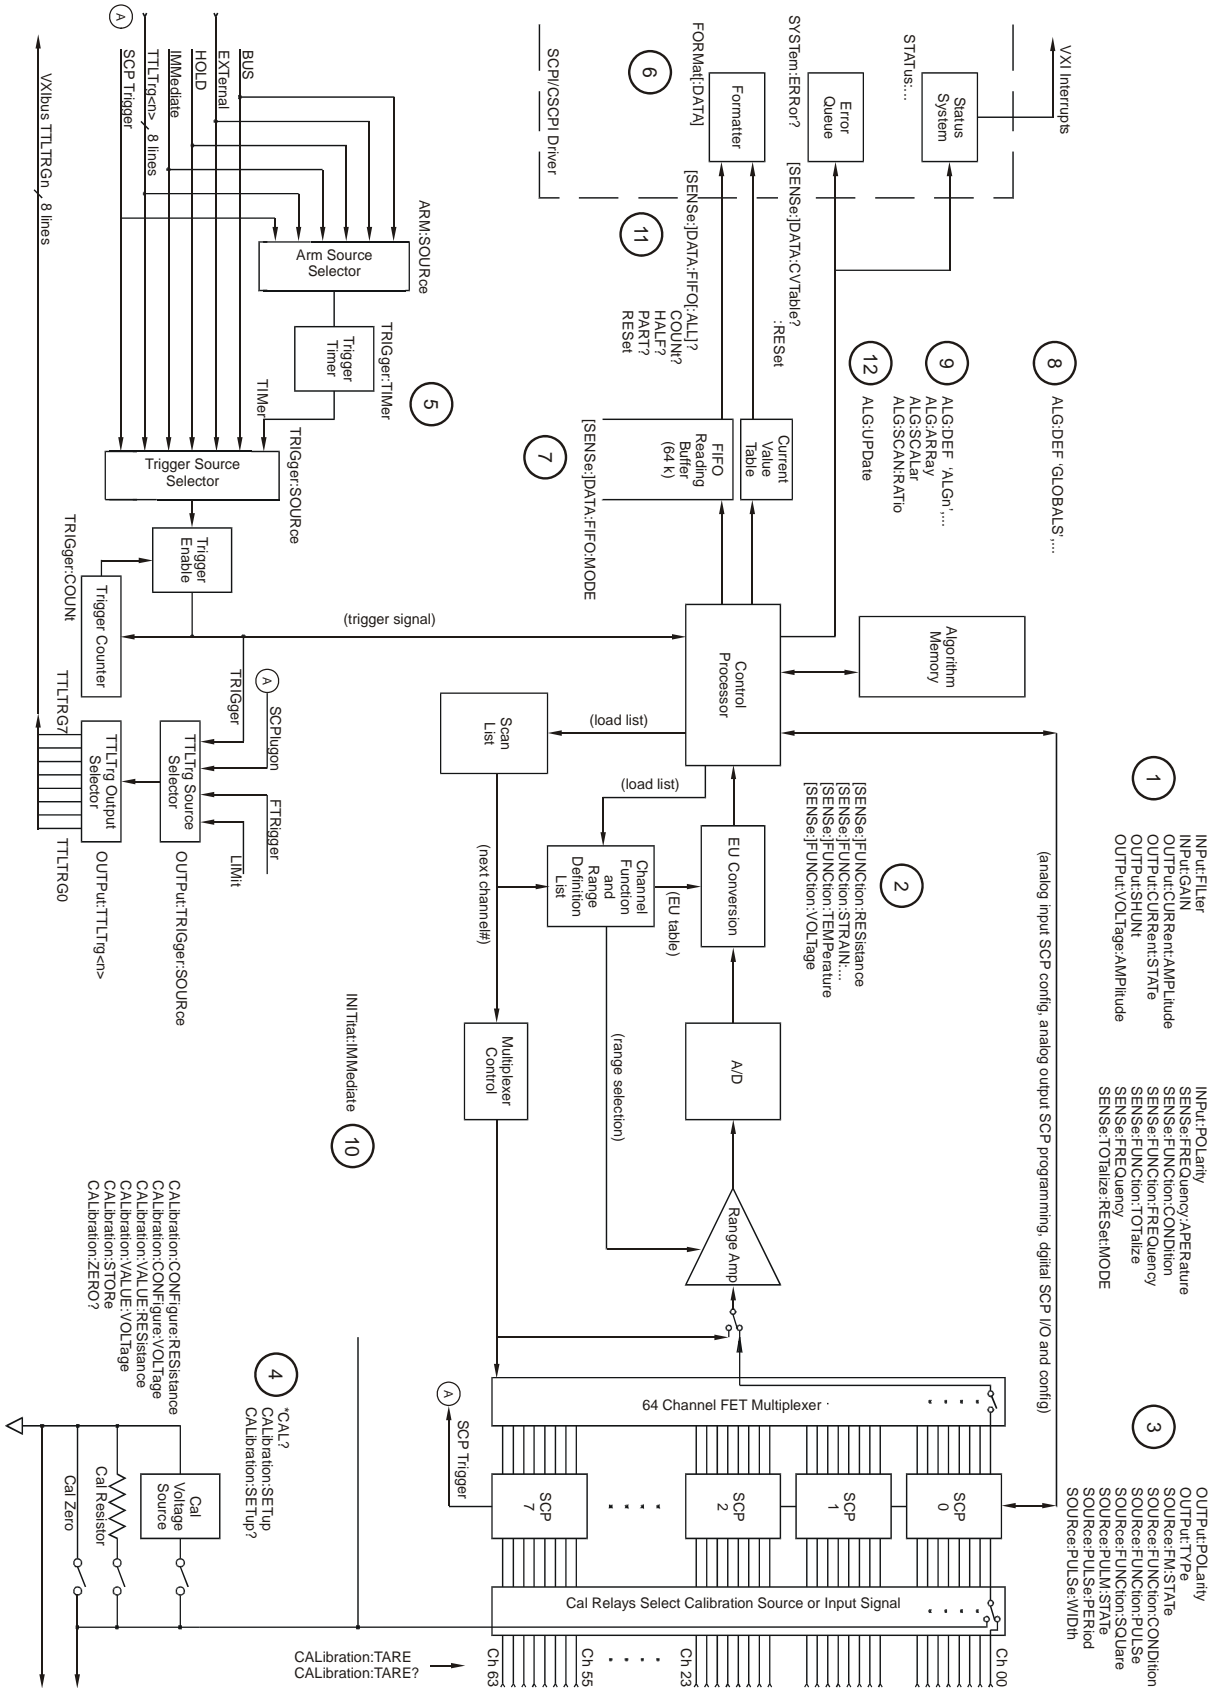 VXI Interrupts
Status
System
STATus:...
Error
Queue
SYSTem:ERRor?
Formatter
FORMat[:DATA]
6
SCPI/CSCPI Driver
[SENSe:]DATA:CVTable?
:RESet
[SENSe:]DATA:FIFO[:ALL]?
COUNt?
HALF?
PART?
RESet
11
8
ALG:DEF 'GLOBALS',...
9
ALG:DEF 'ALGn',...
ALG:ARRay
ALG:SCALar
ALG:SCAN:RATio
12
ALG:UPDate
Current
Value
Table
FIFO
Reading
Buffer
(64 k)
7
[SENSe:]DATA:FIFO:MODE
A
BUS
EXTernal
HOLD
IMMediate
TTLTrg<n>
8 lines
SCP Trigger
VXIbus TTLTRGn
8 lines
ARM:SOURce
Arm Source
Selector
Trigger
Timer
TRIGger:TIMer
5
TIMer
TRIGger:SOURce
Trigger Source
Selector
Trigger
Enable
TRIGger:COUNt
Trigger Counter
(trigger signal)
TRIGger
A
SCPlugon
FTRigger
LIMit
TTLTrg Source
Selector
OUTPut:TRIGger:SOURce
TTLTrg Output
Selector
OUTPut:TTLTrg<n>
TTLTRG7
TTLTRG0
Algorithm
Memory
Control
Processor
(load list)
Scan
List
(load list)
Channel
Function
and
Range
Definition
List
(EU table)
EU Conversion
(next channel#)
(range selection)
2
[SENSe:]FUNCtion:RESistance
[SENSe:]FUNCtion:STRAIN:...
[SENSe:]FUNCtion:TEMPerature
[SENSe:]FUNCtion:VOLTage
1
INPut:FILter
INPut:GAIN
OUTPut:CURRent:AMPLitude
OUTPut:CURRent:STATe
OUTPut:SHUNt
OUTPut:VOLTage:AMPlitude
INPut:POLarity
SENSe:FREQuency:APERature
SENSe:FUNCtion:CONDition
SENSe:FUNCtion:FREQuency
SENSe:FUNCtion:TOTalize
SENSe:FREQuency
SENSe:TOTalize:RESet:MODE
(analog input SCP config, analog output SCP programming, dgiital SCP I/O and config)
3
OUTPut:POLarity
OUTPut:TYPe
SOURce:FM:STATe
SOURce:FUNCtion:CONDition
SOURce:FUNCtion:PULSe
SOURce:FUNCtion:SQUare
SOURce:PULM:STATe
SOURce:PULSe:PERiod
SOURce:PULSe:WIDth
A/D
Range Amp
Multiplexer
Control
INITitat:IMMediate
10
64 Channel FET Multiplexer
A
SCP Trigger
SCP
7
SCP
2
SCP
1
SCP
0
Cal Relays Select Calibration Source or Input Signal
Ch 63
Ch 55
Ch 23
Ch 00
CALibration:TARE
CALibration:TARE?
4
*CAL?
CALibration:SETup
CALibration:SETup?
CALibration:CONFigure:RESistance
CALibration:CONFigure:VOLTage
CALibration:VALUE:RESistance
CALibration:VALUE:VOLTage
CALibration:STORe
CALibration:ZERO?
Cal
Voltage
Source
Cal Resistor
Cal Zero